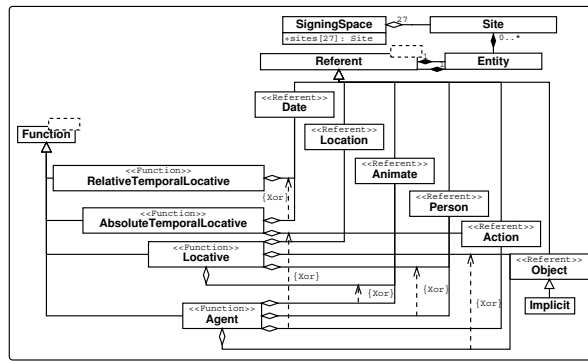 SigningSpace
+sites[27]: Site
27
Site
0..*
Referent
1
1
Entity
<<Referent>>
Date
<<Referent>>
Location
Function
<<Referent>>
Animate
<<Function>>
RelativeTemporalLocative
{Xor}
<<Referent>>
Person
<<Function>>
AbsoluteTemporalLocative
<<Referent>>
Action
<<Function>>
Locative
{Xor}
{Xor}
{Xor}
<<Referent>>
Object
{Xor}
Implicit
<<Function>>
Agent